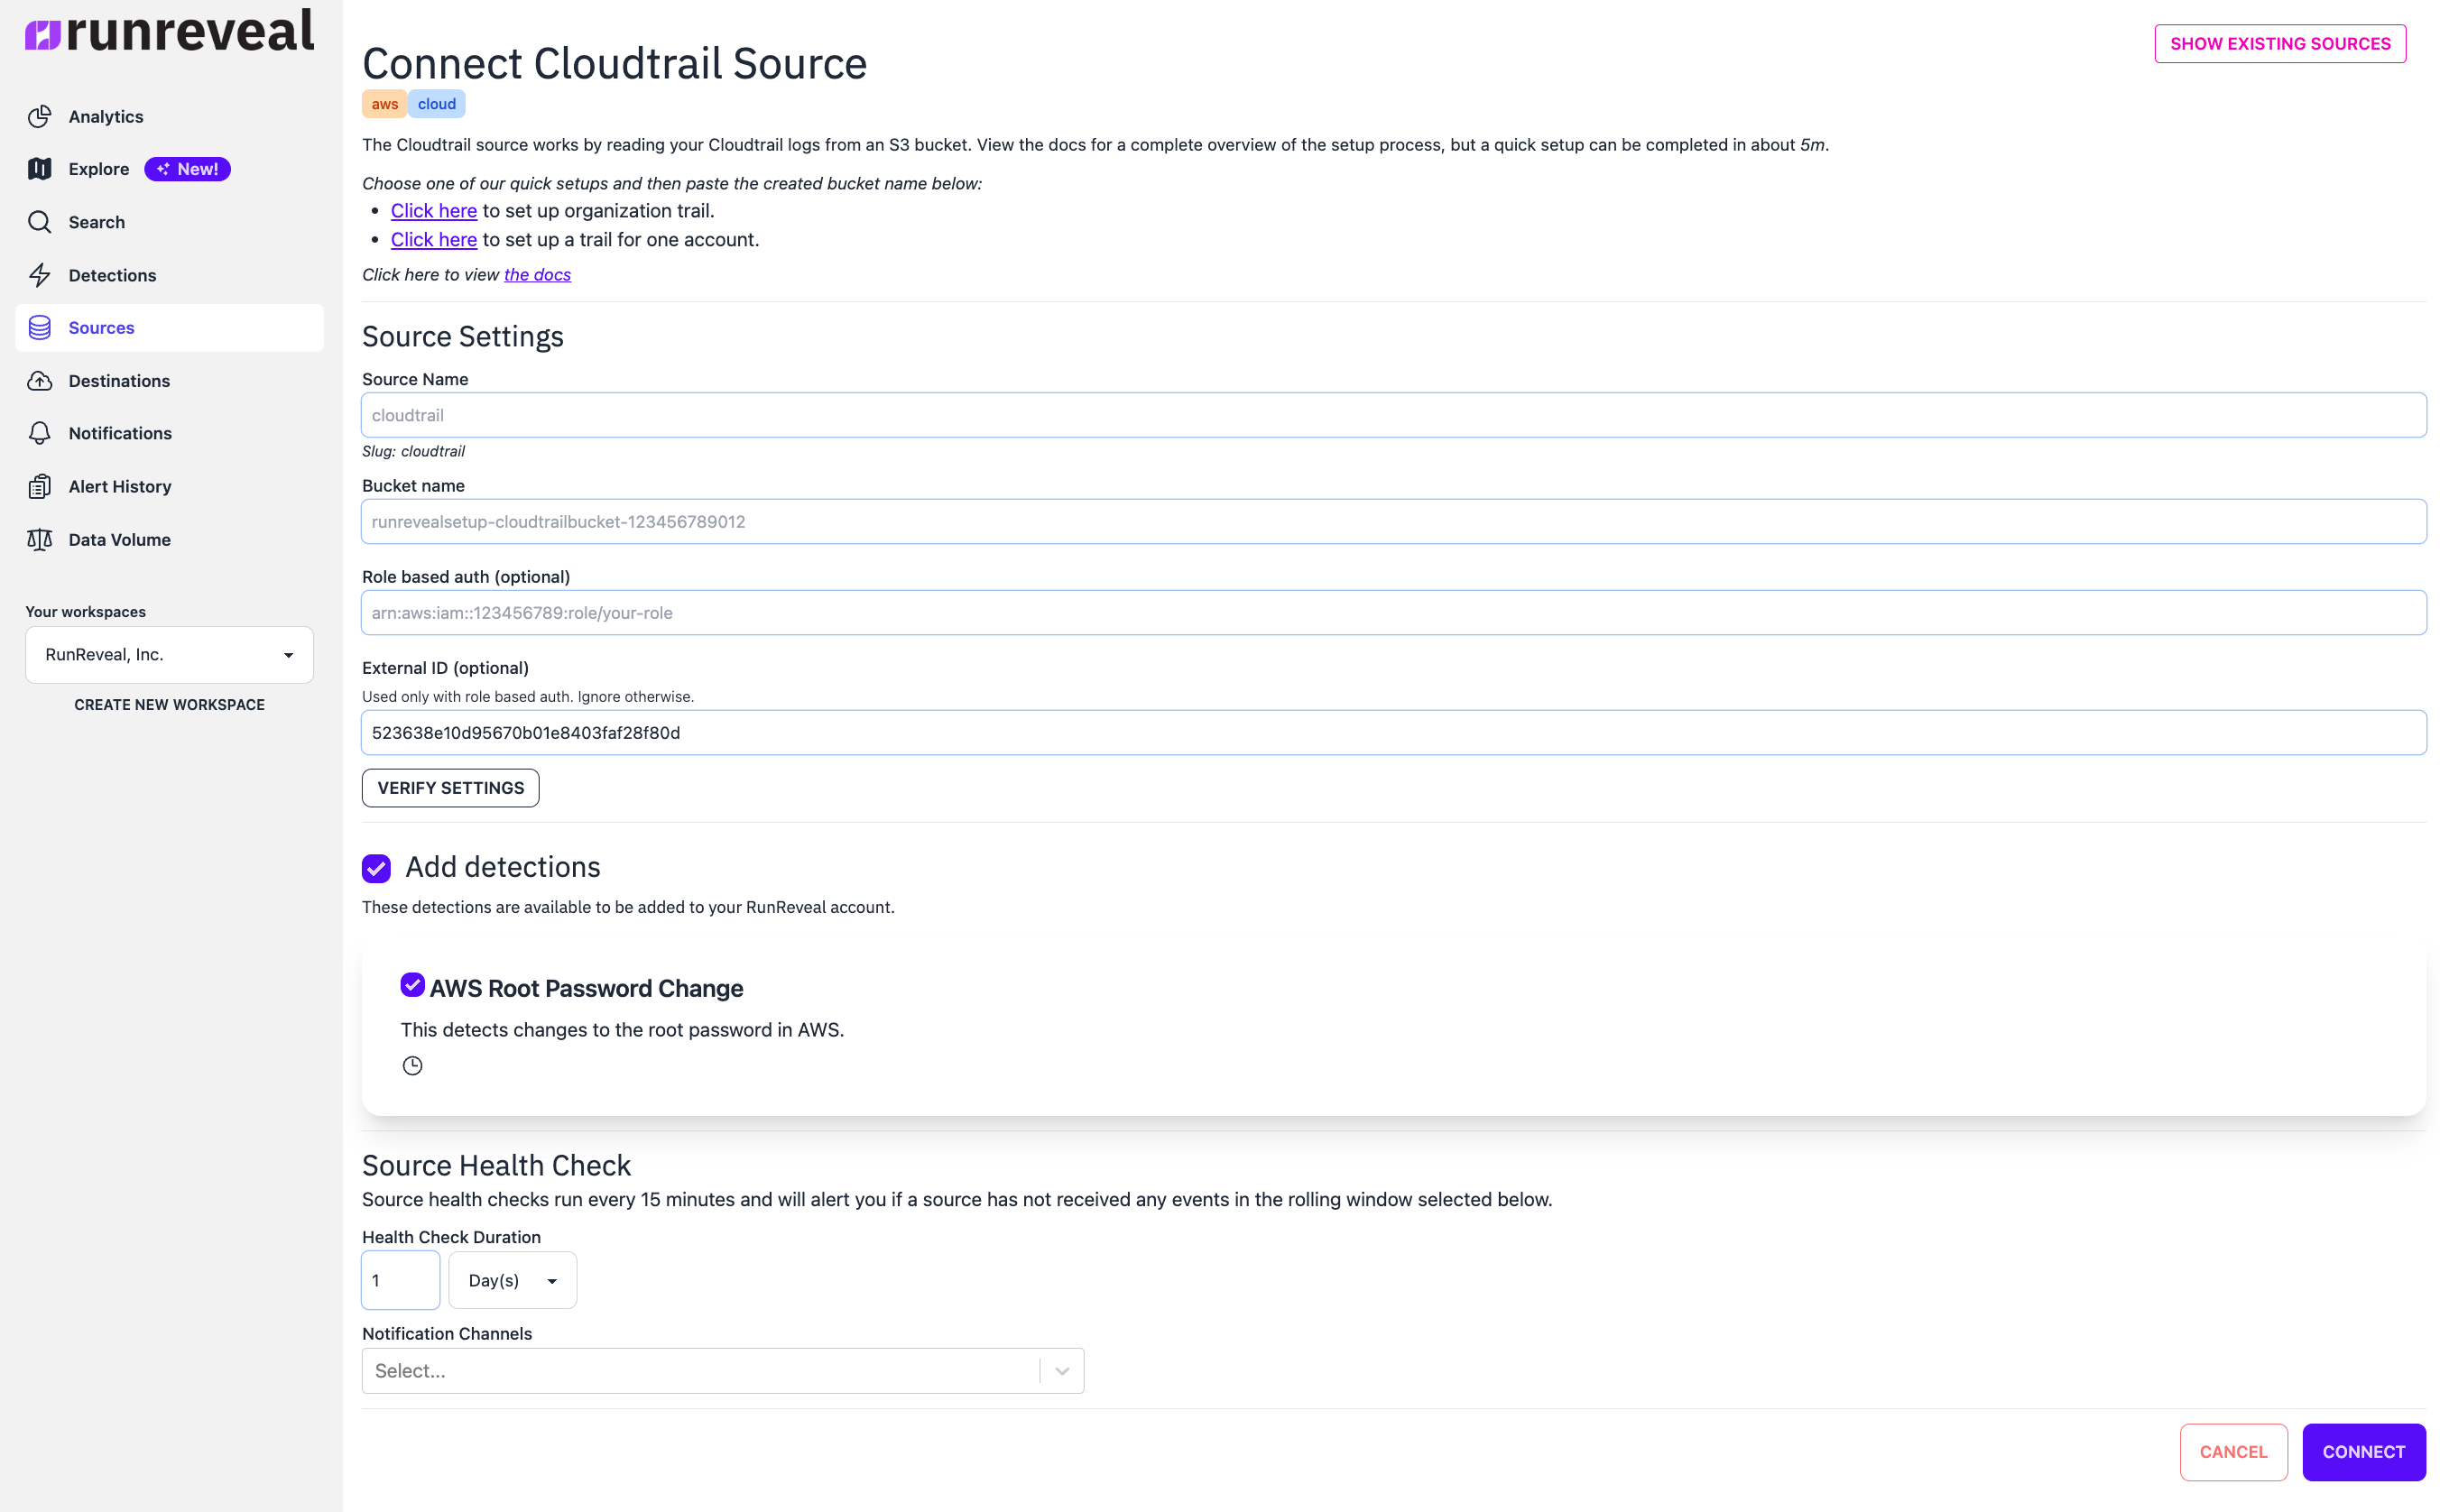 runreveal
Analytics
Explore New!
Search
Detections
Sources
Destinations
Notifications
Alert History
Data Volume
Your workspaces
RunReveal, Inc.
CREATE NEW WORKSPACE
SHOW EXISTING SOURCES
Connect Cloudtrail Source
aws cloud
The Cloudtrail source works by reading your Cloudtrail logs from an S3 bucket. View the docs for a complete overview of the setup process, but a quick setup can be completed in about 5m.
Choose one of our quick setups and then paste the created bucket name below:
• Click here to set up organization trail.
• Click here to set up a trail for one account.
Click here to view the docs
Source Settings
Source Name
cloudtrail
Slug: cloudtrail
Bucket name
runrevealsetup-cloudtrailbucket-123456789012
Role based auth (optional)
arn:aws:iam::123456789:role/your-role
External ID (optional)
Used only with role based auth. Ignore otherwise.
523638e10d95670b01e8403faf28f80d
VERIFY SETTINGS
Add detections
These detections are available to be added to your RunReveal account.
AWS Root Password Change
This detects changes to the root password in AWS.
Source Health Check
Source health checks run every 15 minutes and will alert you if a source has not received any events in the rolling window selected below.
Health Check Duration
1 Day(s)
Notification Channels
Select...
CANCEL CONNECT